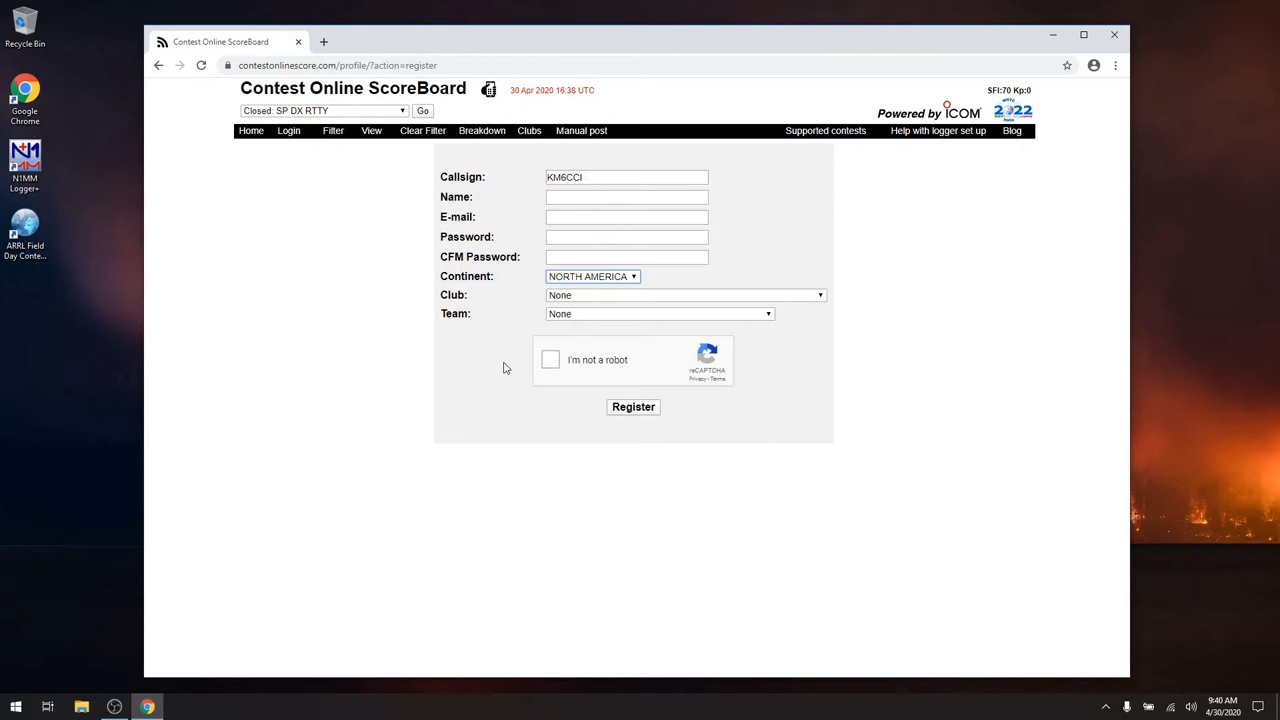 Recycle Bin
Google
Chrome
N1MM
Logger+
ARRL Field
Day Conte...
Contest Online ScoreBoard
contestonlinescore.com/profile/?action=register
Contest Online ScoreBoard
30 Apr 2020 16:38 UTC
SFI:70 Kp:0
Closed: SP DX RTTY
Go
Powered by iCOM
2022
Home Login Filter View Clear Filter Breakdown Clubs Manual post Supported contests Help with logger set up Blog
Callsign: KM6CCI
Name:
E-mail:
Password:
CFM Password:
Continent: NORTH AMERICA
Club: None
Team: None
I'm not a robot
reCAPTCHA
Privacy - Terms
Register
9:40 AM
4/30/2020